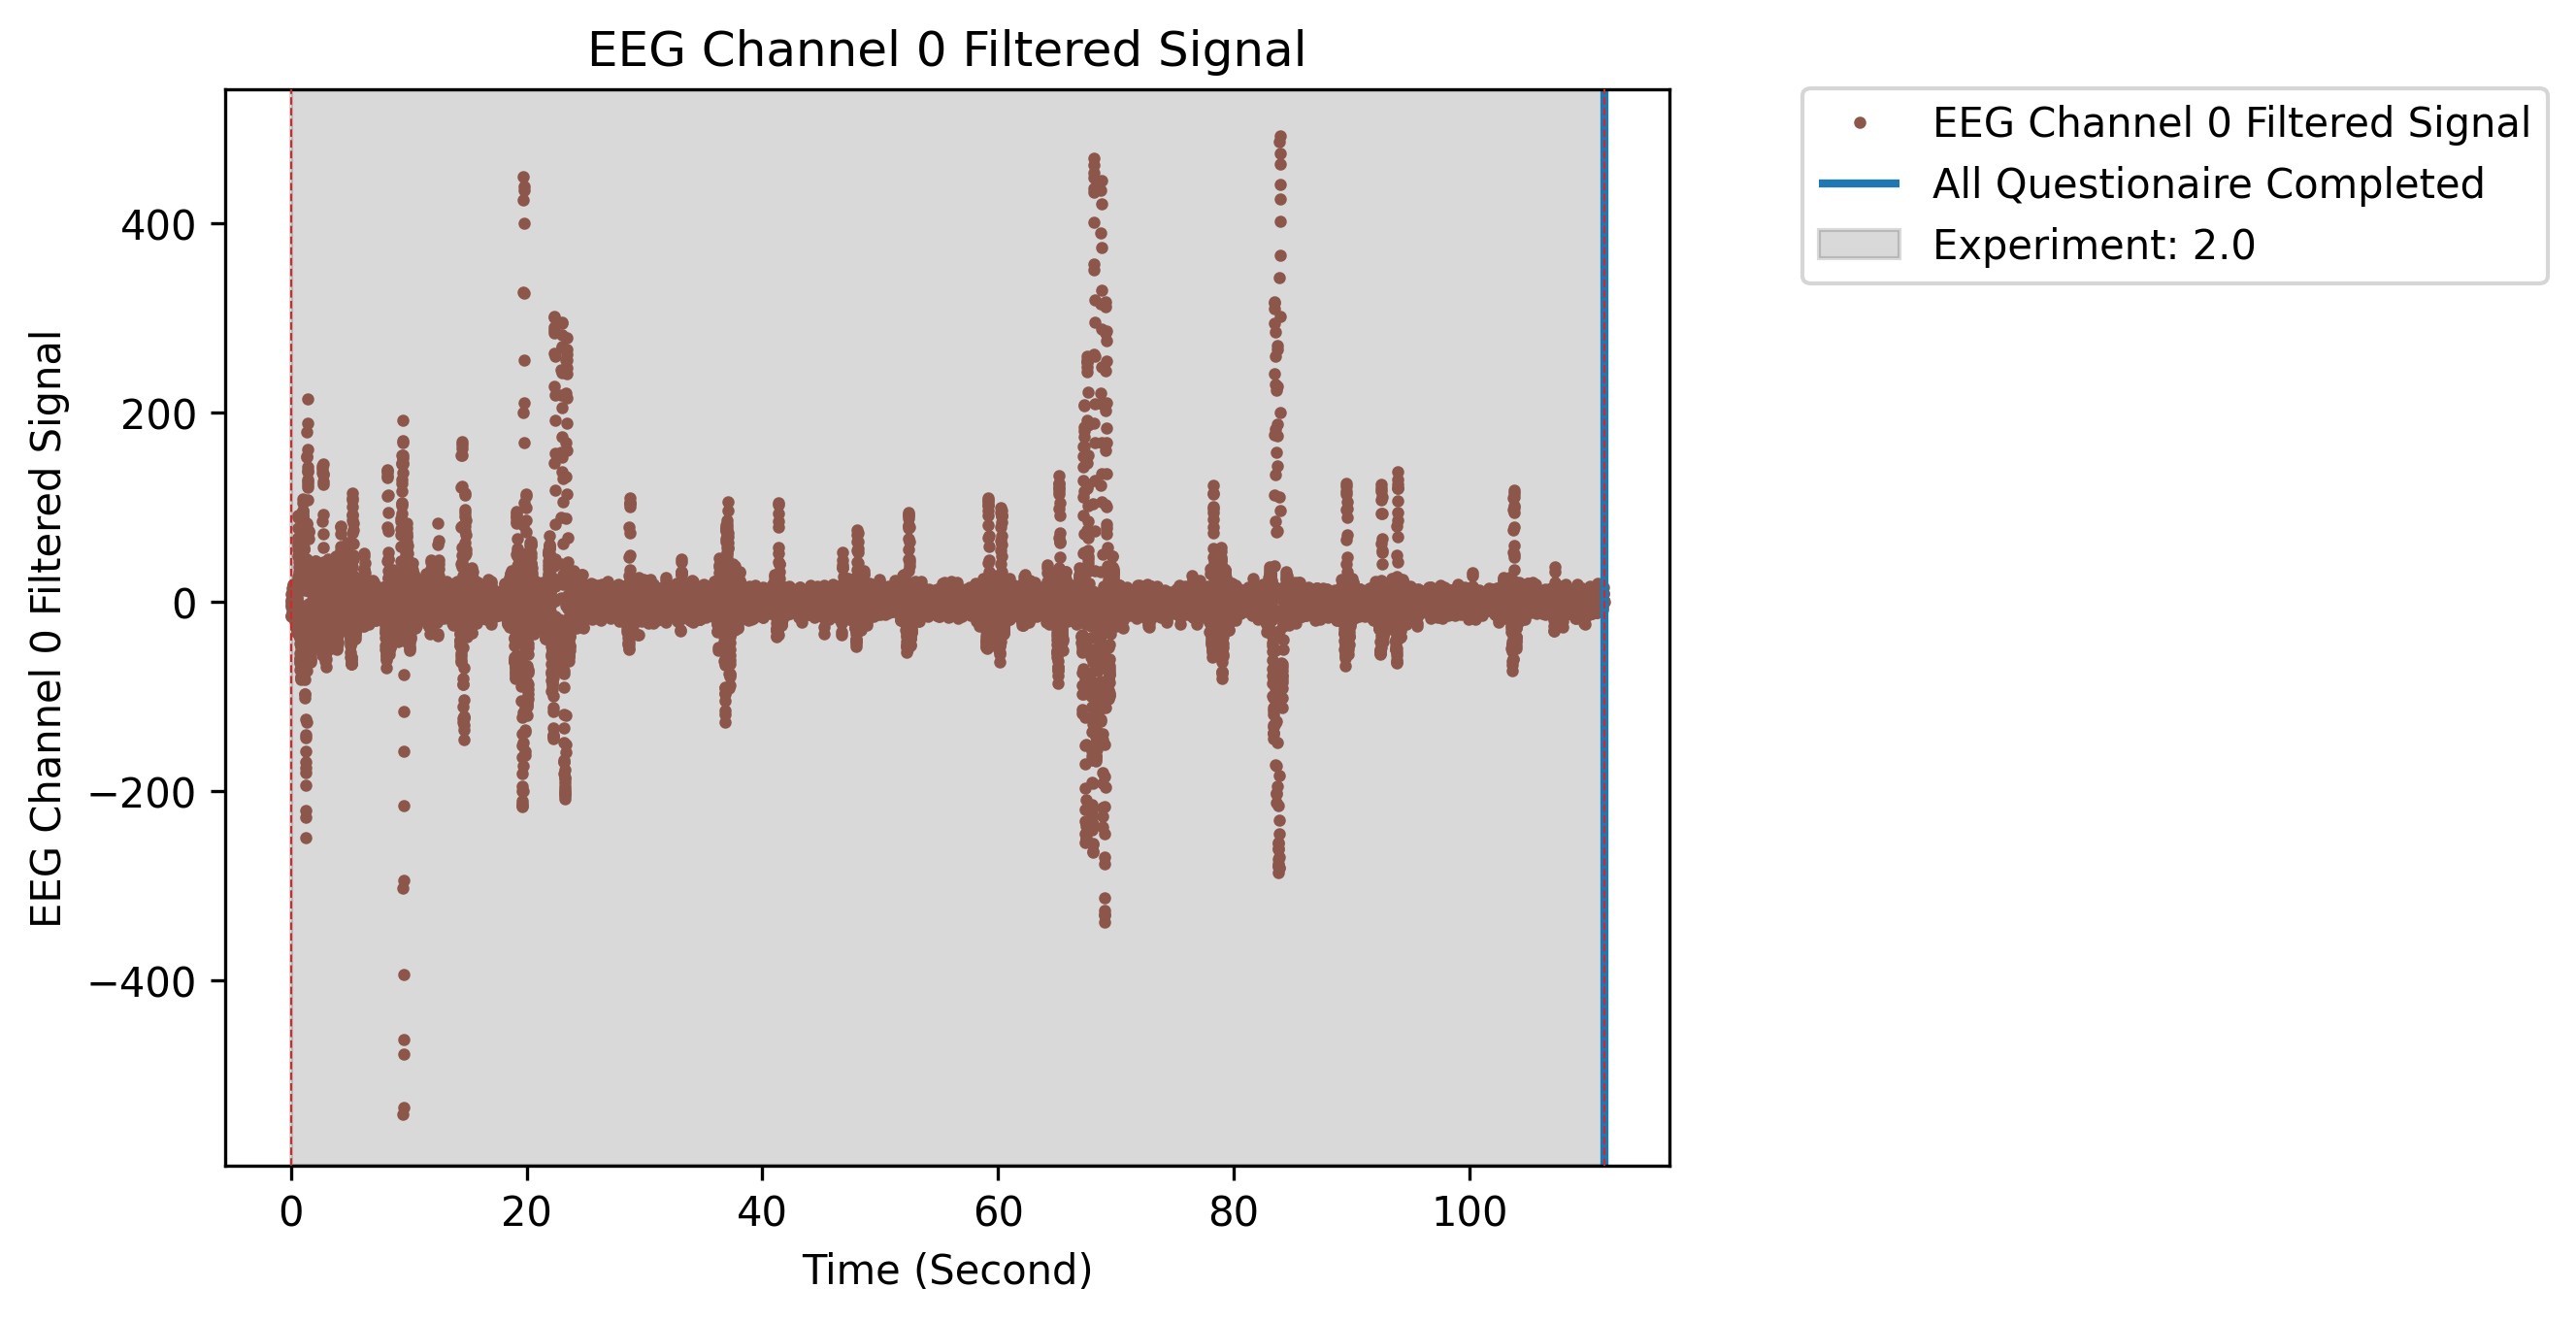 EEG Channel 0 Filtered Signal
EEG Channel 0 Filtered Signal
All Questionaire Completed
Experiment: 2.0
EEG Channel 0 Filtered Signal
400
200
0
−200
−400
0 20 40 60 80 100
Time (Second)